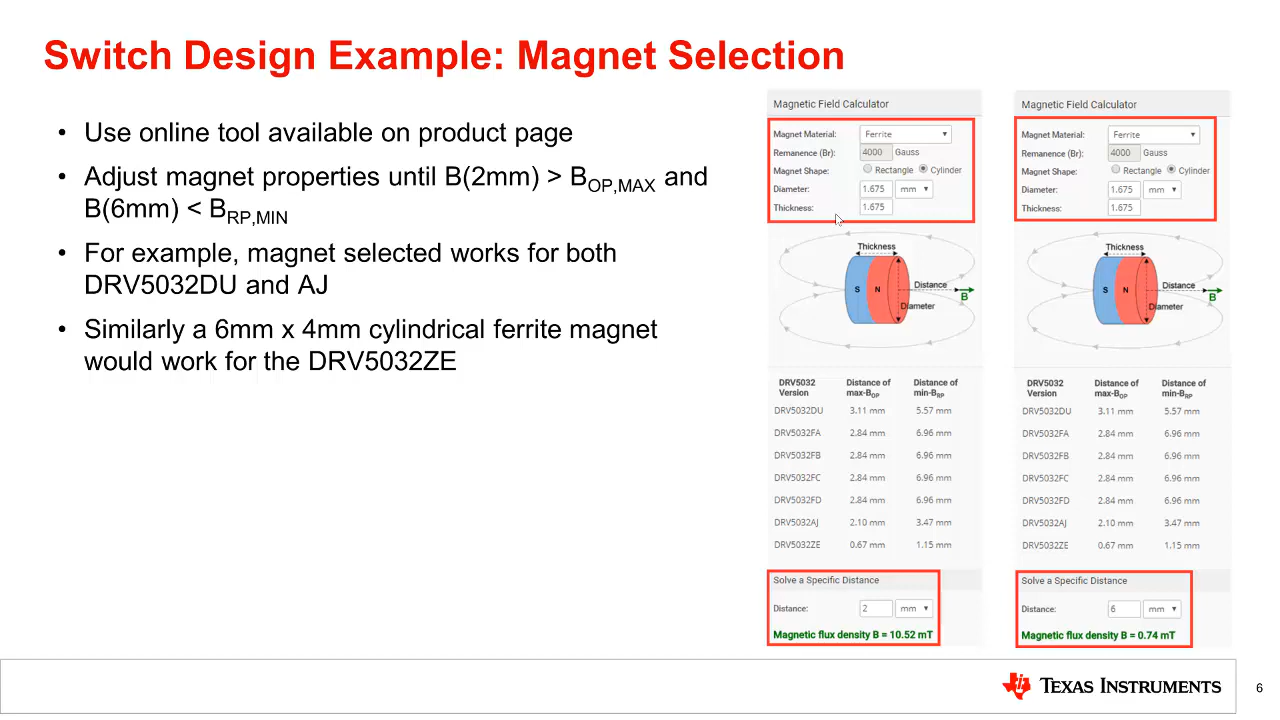 Switch Design Example: Magnet Selection
• Use online tool available on product page
• Adjust magnet properties until B(2mm) > BOP,MAX and
B(6mm) < BRP,MIN
• For example, magnet selected works for both
DRV5032DU and AJ
• Similarly a 6mm x 4mm cylindrical ferrite magnet
would work for the DRV5032ZE
Magnetic Field Calculator
Magnet Material: Ferrite
Remanence (Br): 4000 Gauss
Magnet Shape: Rectangle Cylinder
Diameter: 1.675 mm
Thickness: 1.675
Thickness
S N Distance
B
Diameter
DRV5032 Distance of Distance of
Version max-BOP min-BRP
DRV5032DU 3.11 mm 5.57 mm
DRV5032FA 2.84 mm 6.96 mm
DRV5032FB 2.84 mm 6.96 mm
DRV5032FC 2.84 mm 6.96 mm
DRV5032FD 2.84 mm 6.96 mm
DRV5032AJ 2.10 mm 3.47 mm
DRV5032ZE 0.67 mm 1.15 mm
Solve a Specific Distance
Distance: 2 mm
Magnetic flux density B = 10.52 mT
Magnetic Field Calculator
Magnet Material: Ferrite
Remanence (Br): 4000 Gauss
Magnet Shape: Rectangle Cylinder
Diameter: 1.675 mm
Thickness: 1.675
Thickness
S N Distance
B
Diameter
DRV5032 Distance of Distance of
Version max-BOP min-BRP
DRV5032DU 3.11 mm 5.57 mm
DRV5032FA 2.84 mm 6.96 mm
DRV5032FB 2.84 mm 6.96 mm
DRV5032FC 2.84 mm 6.96 mm
DRV5032FD 2.84 mm 6.96 mm
DRV5032AJ 2.10 mm 3.47 mm
DRV5032ZE 0.67 mm 1.15 mm
Solve a Specific Distance
Distance: 6 mm
Magnetic flux density B = 0.74 mT
TEXAS INSTRUMENTS
6